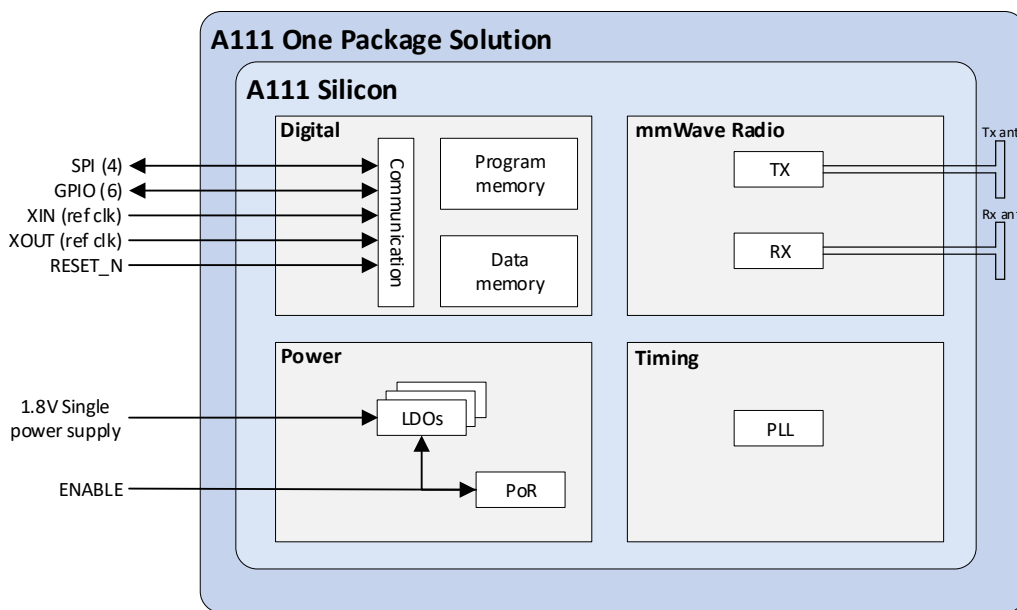 A111 One Package Solution
A111 Silicon
Digital
mmWave Radio
SPI (4)
GPIO (6)
XIN (ref clk)
XOUT (ref clk)
RESET_N
Communication
Program
memory
Data
memory
TX
RX
Tx ant
Rx ant
Power
Timing
1.8V Single
power supply
LDOs
ENABLE
PoR
PLL